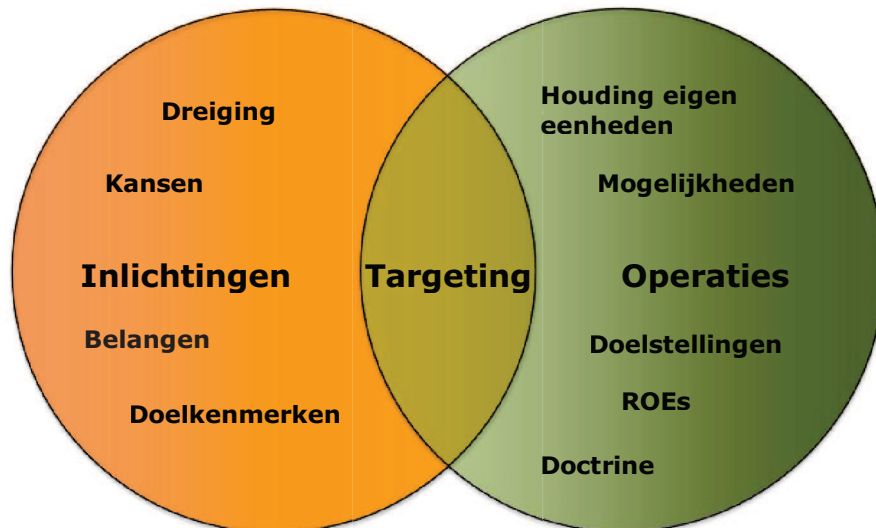 Dreiging
Kansen
Inlichtingen
Belangen
Doelkenmerken
Targeting
Houding eigen
eenheden
Mogelijkheden
Operaties
Doelstellingen
ROEs
Doctrine